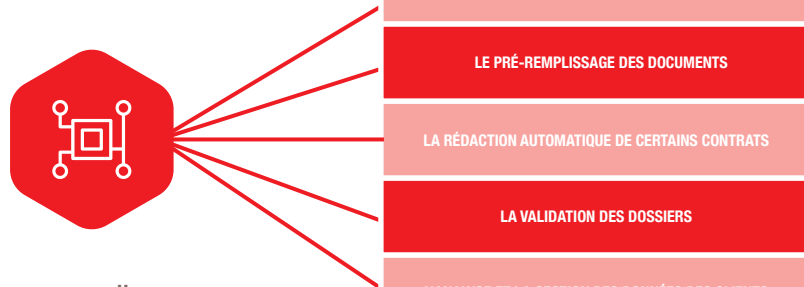 LE PRÉ-REMPLISSAGE DES DOCUMENTS
LA RÉDACTION AUTOMATIQUE DE CERTAINS CONTRATS
LA VALIDATION DES DOSSIERS